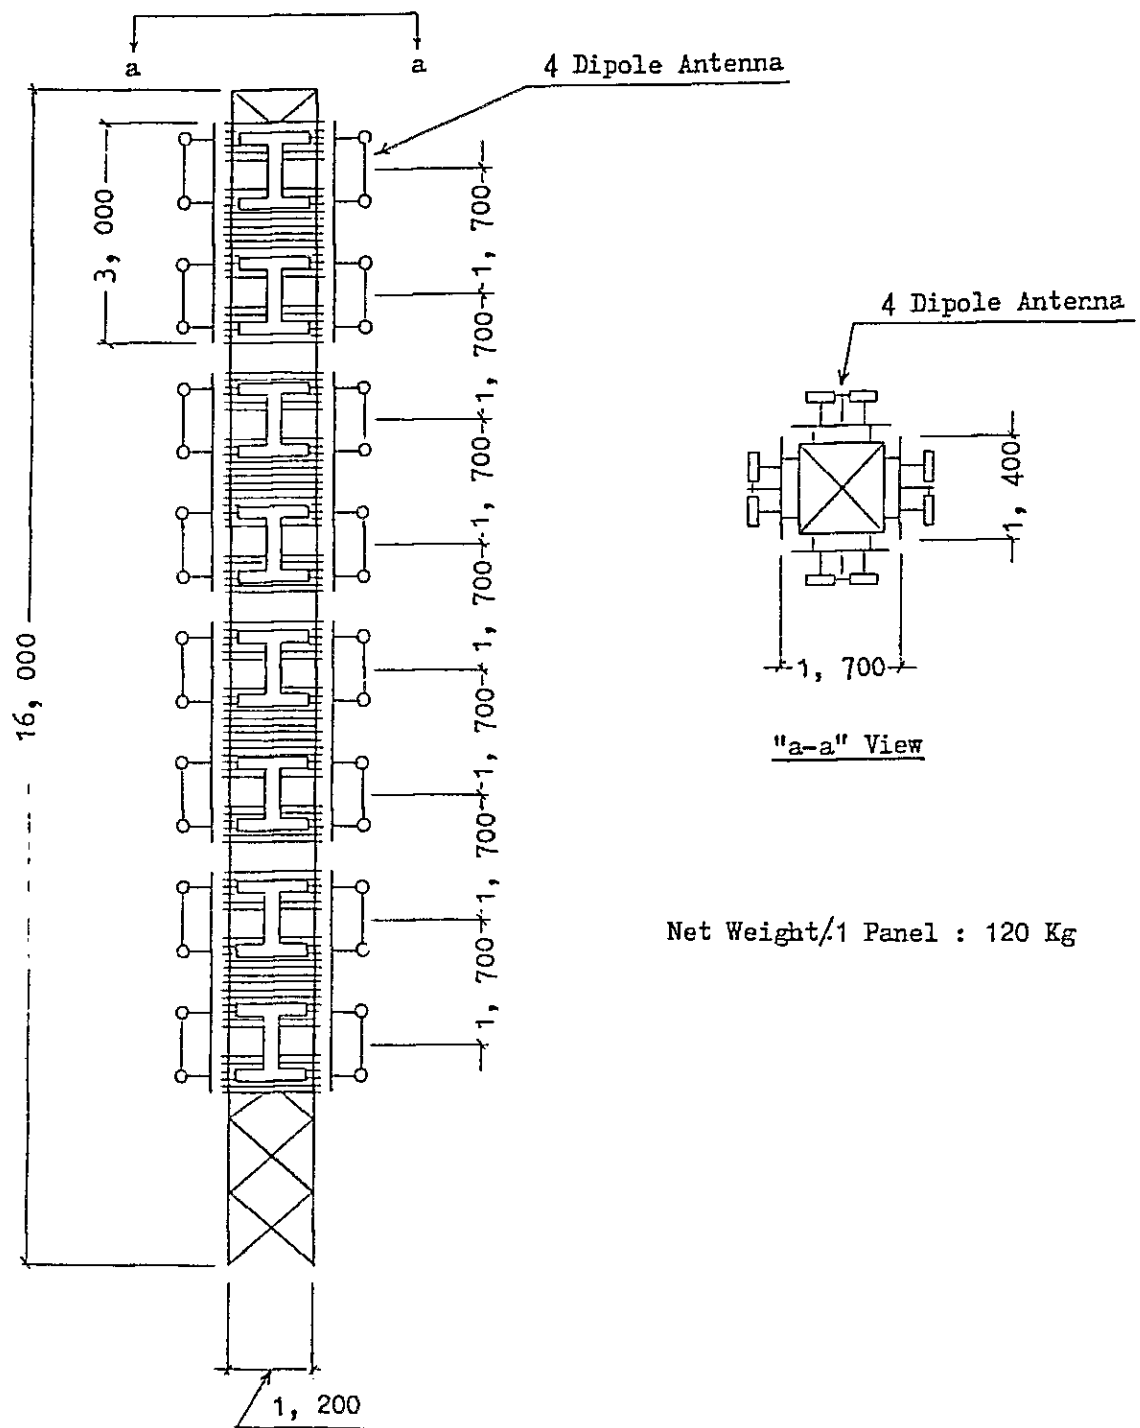 a
a
4 Dipole Antenna
3, 000
1, 700
1, 700
1, 700
1, 700
1, 700
1, 700
1, 700
16, 000
4 Dipole Antenna
1, 400
1, 700
"a-a" View
Net Weight/1 Panel : 120 Kg
1, 200